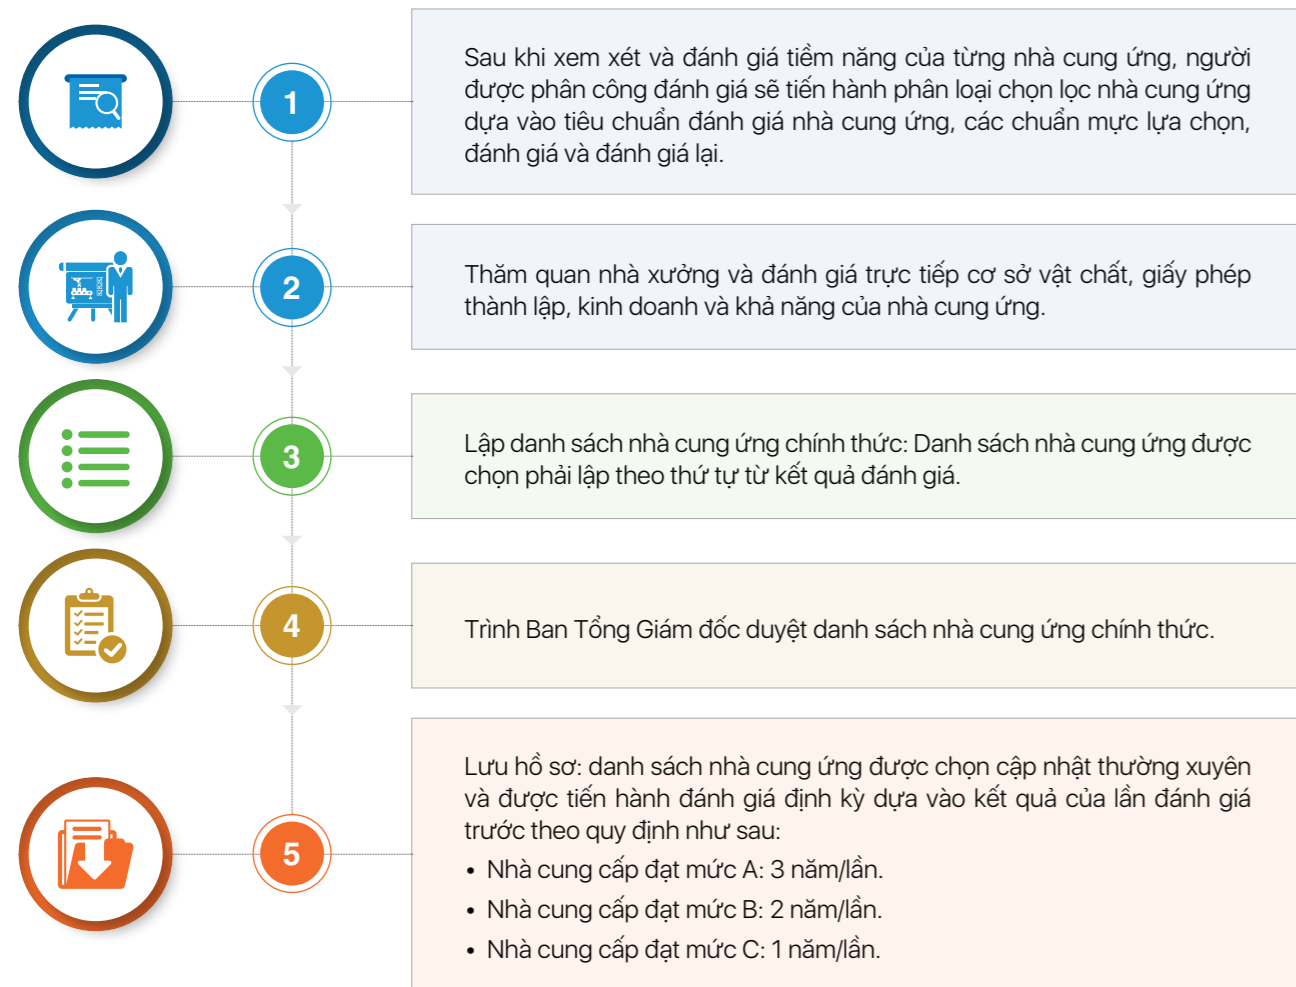 1
Sau khi xem xét và đánh giá tiềm năng của từng nhà cung ứng, người
được phân công đánh giá sẽ tiến hành phân loại chọn lọc nhà cung ứng
dựa vào tiêu chuẩn đánh giá nhà cung ứng, các chuẩn mực lựa chọn,
đánh giá và đánh giá lại.
2
Thăm quan nhà xưởng và đánh giá trực tiếp cơ sở vật chất, giấy phép
thành lập, kinh doanh và khả năng của nhà cung ứng.
3
Lập danh sách nhà cung ứng chính thức: Danh sách nhà cung ứng được
chọn phải lập theo thứ tự từ kết quả đánh giá.
4
Trình Ban Tổng Giám đốc duyệt danh sách nhà cung ứng chính thức.
5
Lưu hồ sơ: danh sách nhà cung ứng được chọn cập nhật thường xuyên
và được tiến hành đánh giá định kỳ dựa vào kết quả của lần đánh giá
trước theo quy định như sau:
• Nhà cung cấp đạt mức A: 3 năm/lần.
• Nhà cung cấp đạt mức B: 2 năm/lần.
• Nhà cung cấp đạt mức C: 1 năm/lần.